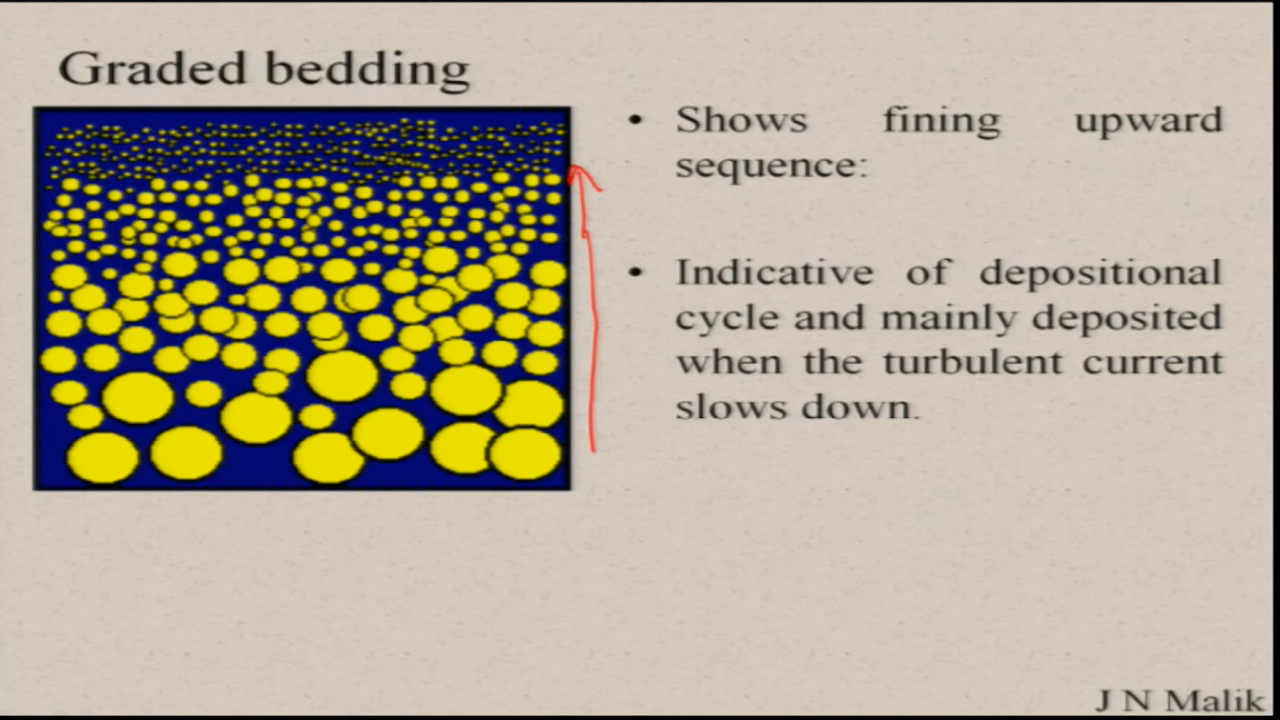 Graded bedding
• Shows fining upward
sequence:
• Indicative of depositional
cycle and mainly deposited
when the turbulent current
slows down.
J N Malik